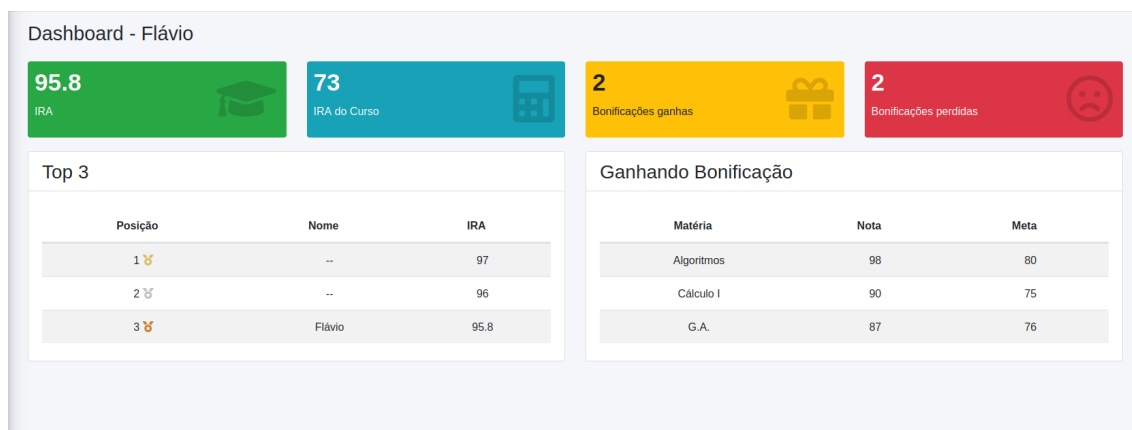 Dashboard - Flávio
95.8
IRA
73
IRA do Curso
2
Bonificações ganhas
2
Bonificações perdidas
Top 3
Posição Nome IRA
1 -- 97
2 -- 96
3 Flávio 95.8
Ganhando Bonificação
Matéria Nota Meta
Algoritmos 98 80
Cálculo I 90 75
G.A. 87 76